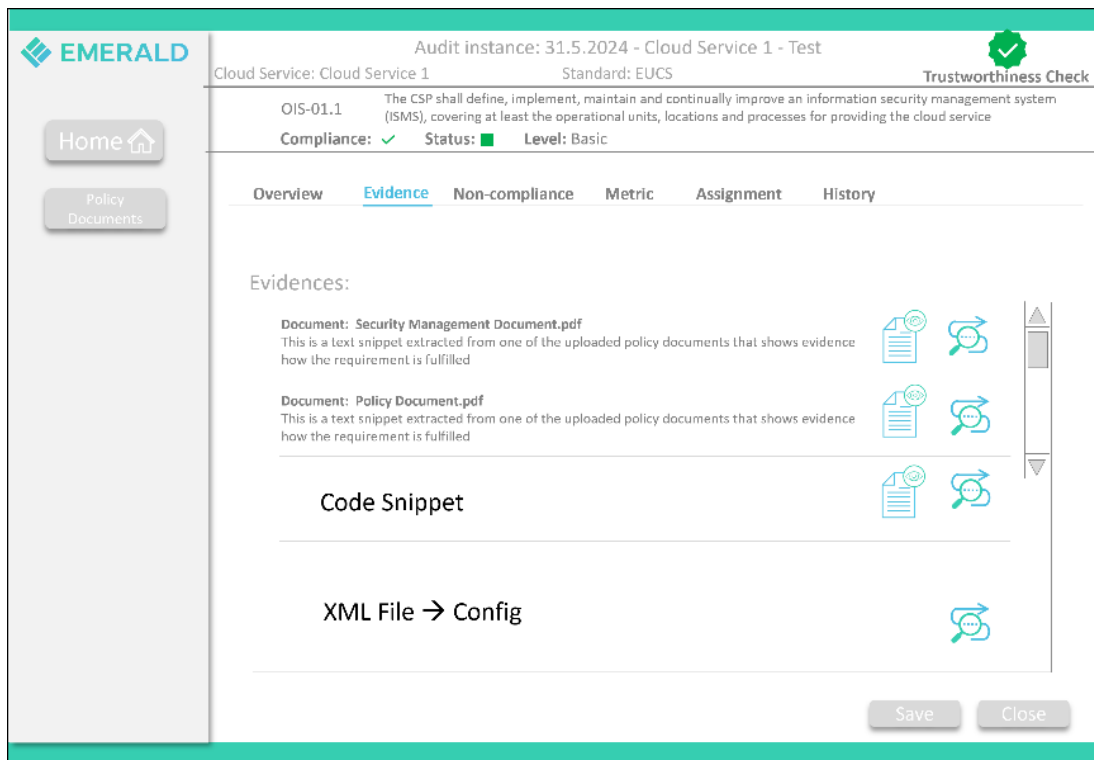 EMERALD
Audit instance: 31.5.2024 - Cloud Service 1 - Test
Cloud Service: Cloud Service 1
Standard: EUCS
Trustworthiness Check
OIS-01.1
The CSP shall define, implement, maintain and continually improve an information security management system
(ISMS), covering at least the operational units, locations and processes for providing the cloud service
Compliance: ✓ Status: Level: Basic
Home
Policy
Documents
Overview Evidence Non-compliance Metric Assignment History
Evidences:
Document: Security Management Document.pdf
This is a text snippet extracted from one of the uploaded policy documents that shows evidence
how the requirement is fulfilled
Document: Policy Document.pdf
This is a text snippet extracted from one of the uploaded policy documents that shows evidence
how the requirement is fulfilled
Code Snippet
XML File → Config
Save Close